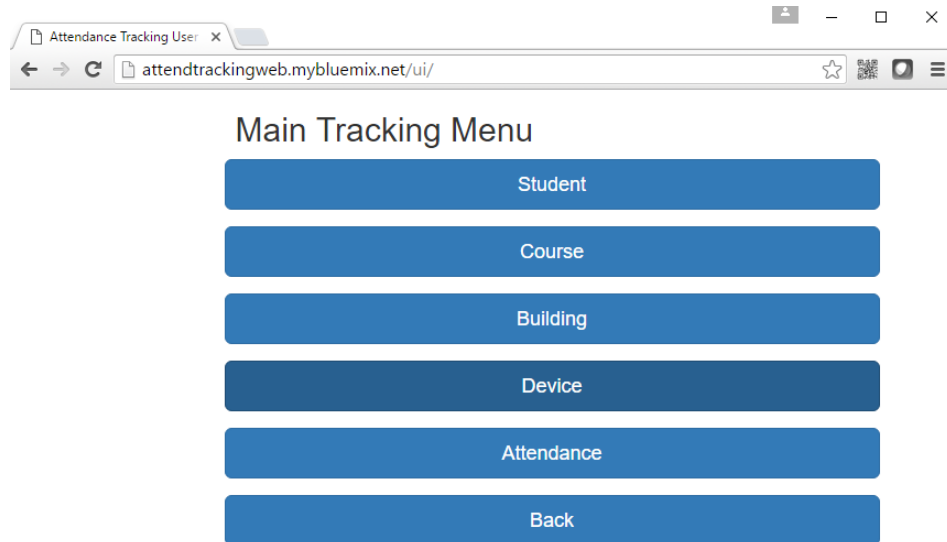 Attendance Tracking User
attendtrackingweb.mybluemix.net/ui/
Main Tracking Menu
Student
Course
Building
Device
Attendance
Back